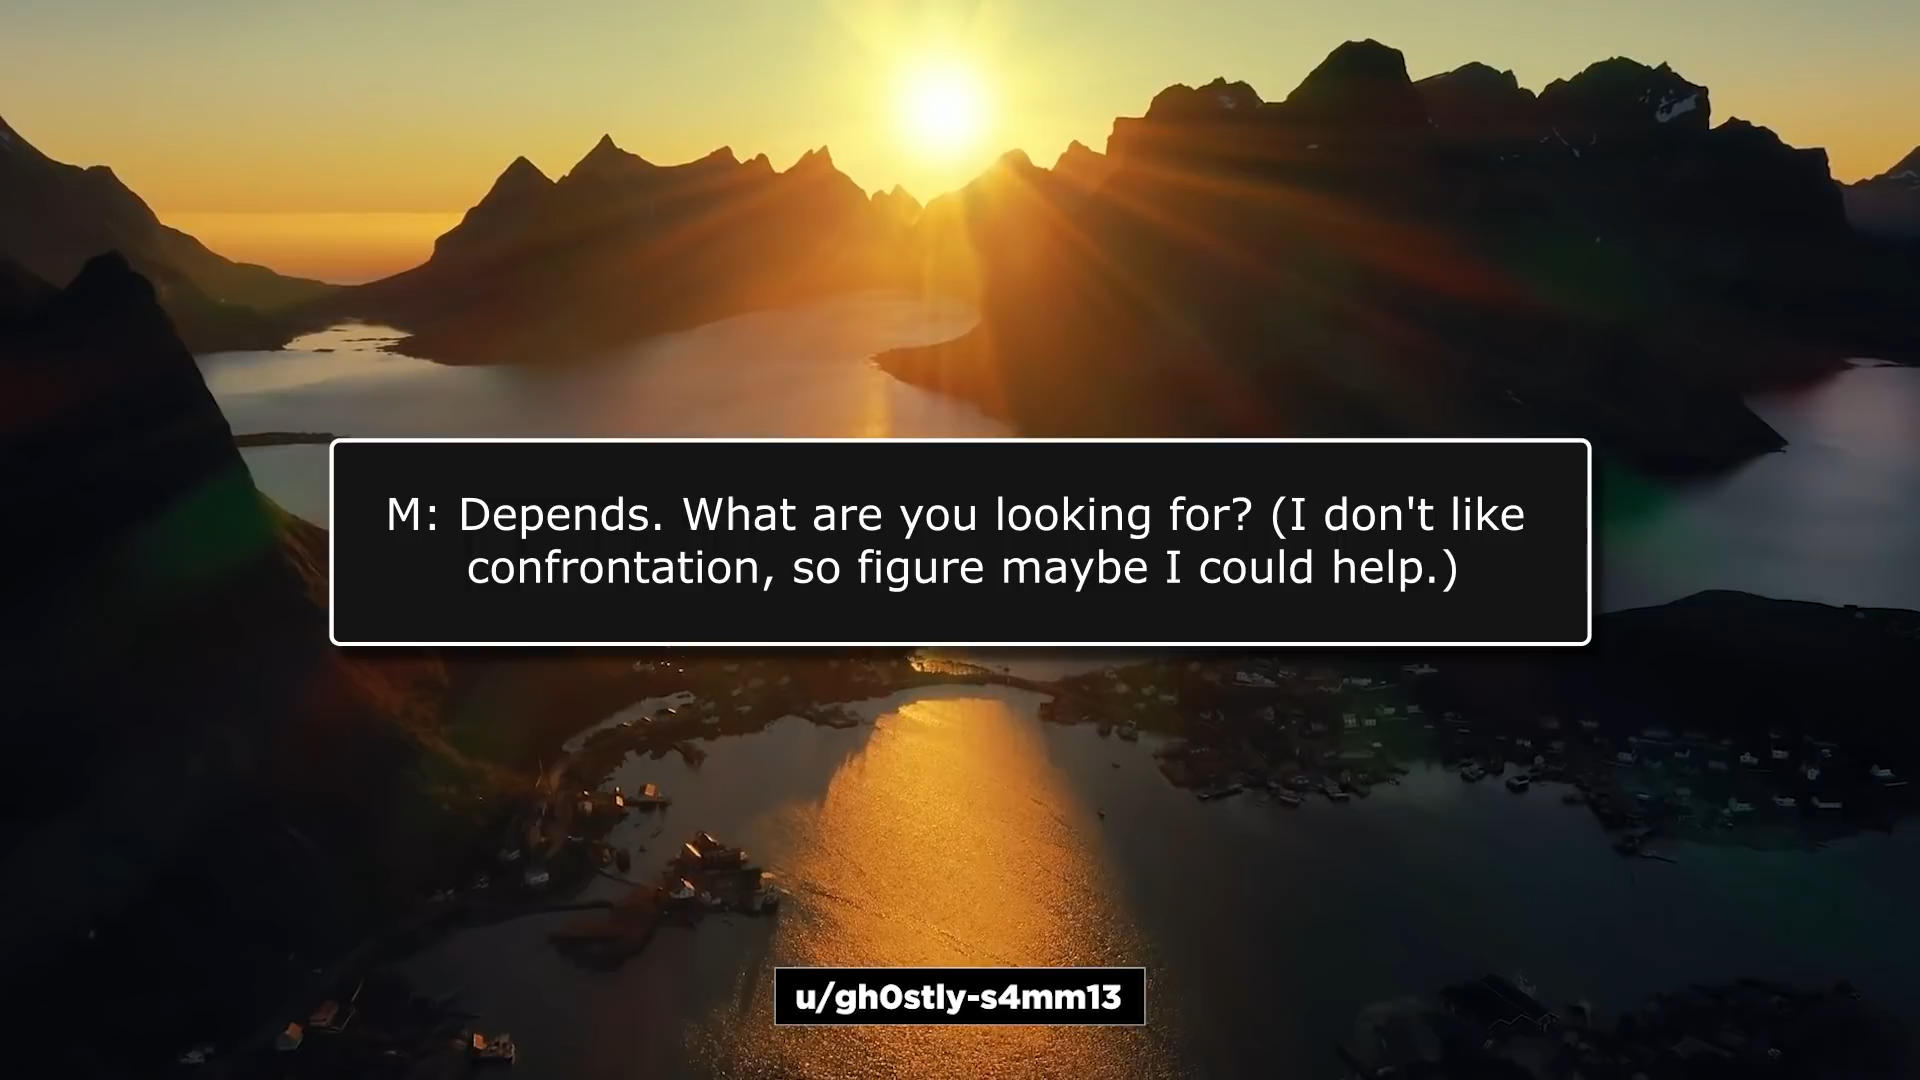 M: Depends. What are you looking for? (I don't like
confrontation, so figure maybe I could help.)
u/gh0stly-s4mm13